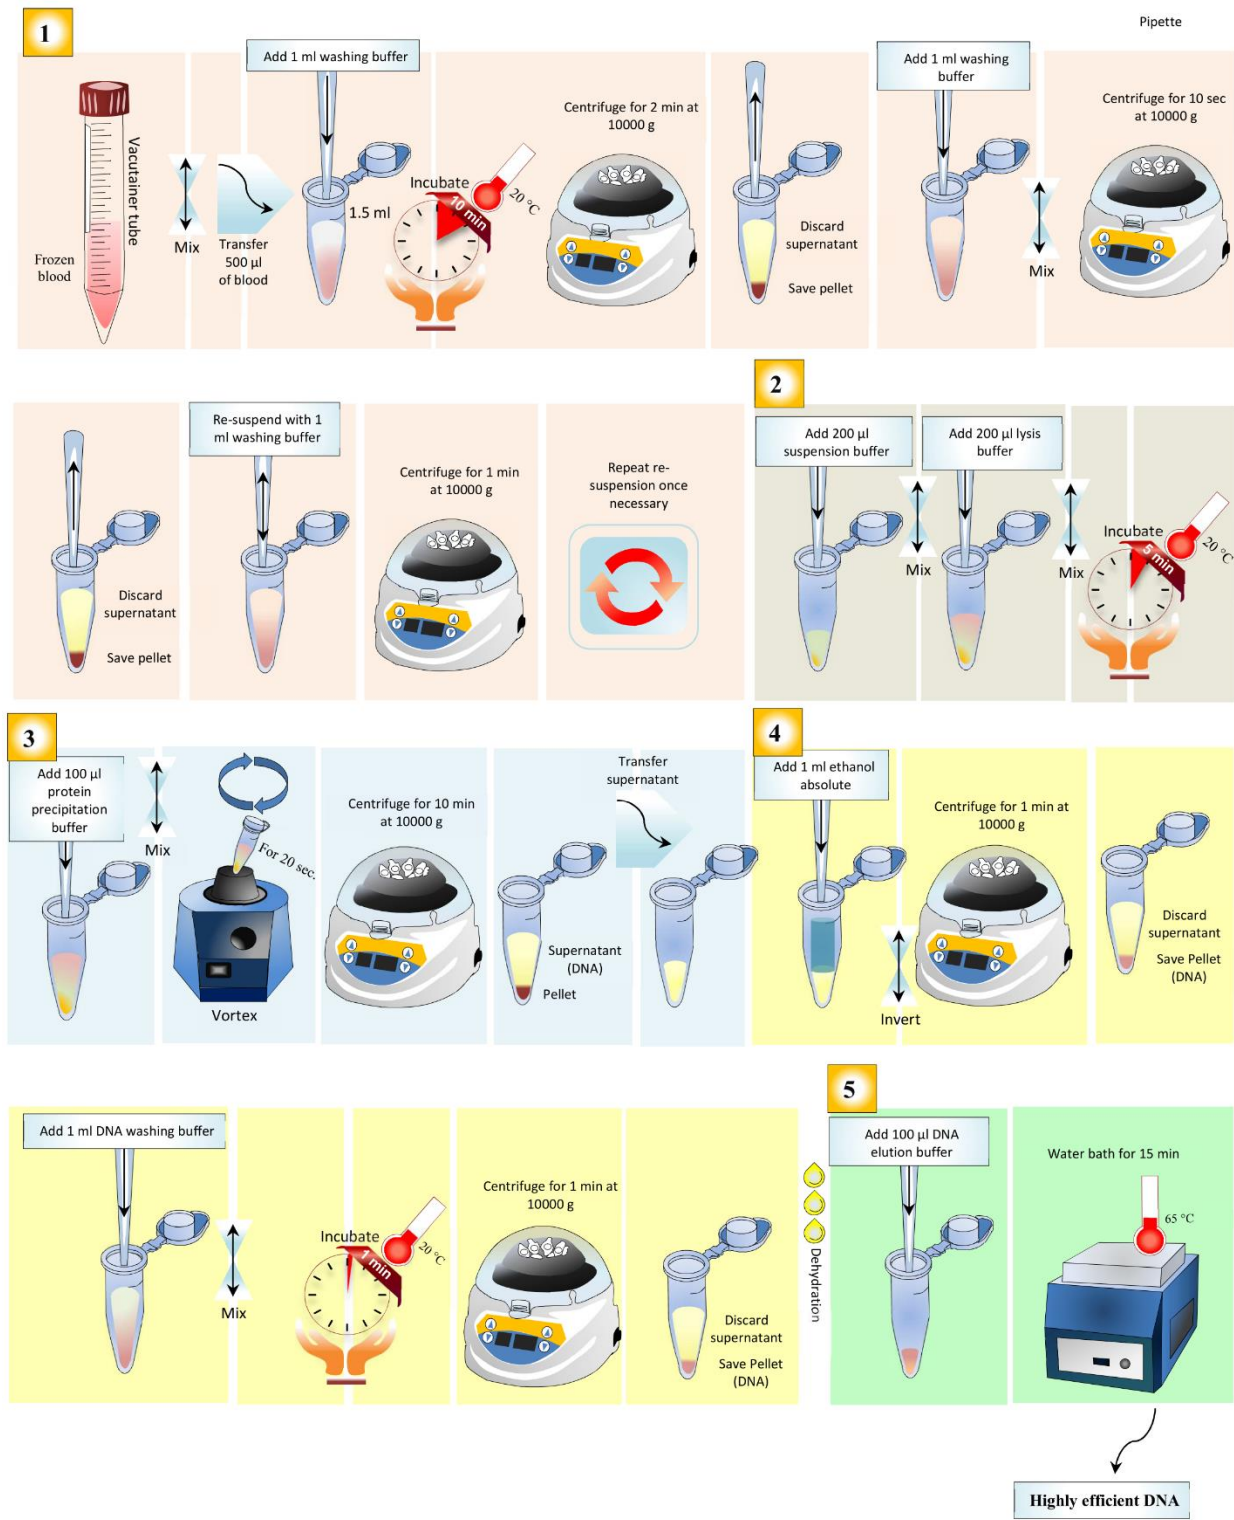 1
Pipette
Add 1 ml washing buffer
Vacutainer tube
Frozen
blood
Mix
Transfer
500 µl
of blood
1.5 ml
Incubate
10 min
20 °C
Centrifuge for 2 min at
10000 g
Discard
supernatant
Save pellet
Add 1 ml washing
buffer
Mix
Centrifuge for 10 sec
at 10000 g
Discard
supernatant
Save pellet
Re-suspend with 1
ml washing buffer
Centrifuge for 1 min
at 10000 g
Repeat re-
suspension once
necessary
2
Add 200 µl
suspension buffer
Mix
Add 200 µl lysis
buffer
Mix
Incubate
5 min
20 °C
3
Add 100 µl
protein
precipitation
buffer
Mix
For 20 sec.
Vortex
Centrifuge for 10 min
at 10000 g
Supernatant
(DNA)
Pellet
Transfer
supernatant
4
Add 1 ml ethanol
absolute
Invert
Centrifuge for 1 min at
10000 g
Discard
supernatant
Save Pellet
(DNA)
Add 1 ml DNA washing buffer
Mix
Incubate
1 min
20 °C
Centrifuge for 1 min at
10000 g
Discard
supernatant
Save Pellet
(DNA)
Dehydration
5
Add 100 µl DNA
elution buffer
Water bath for 15 min
65 °C
Highly efficient DNA